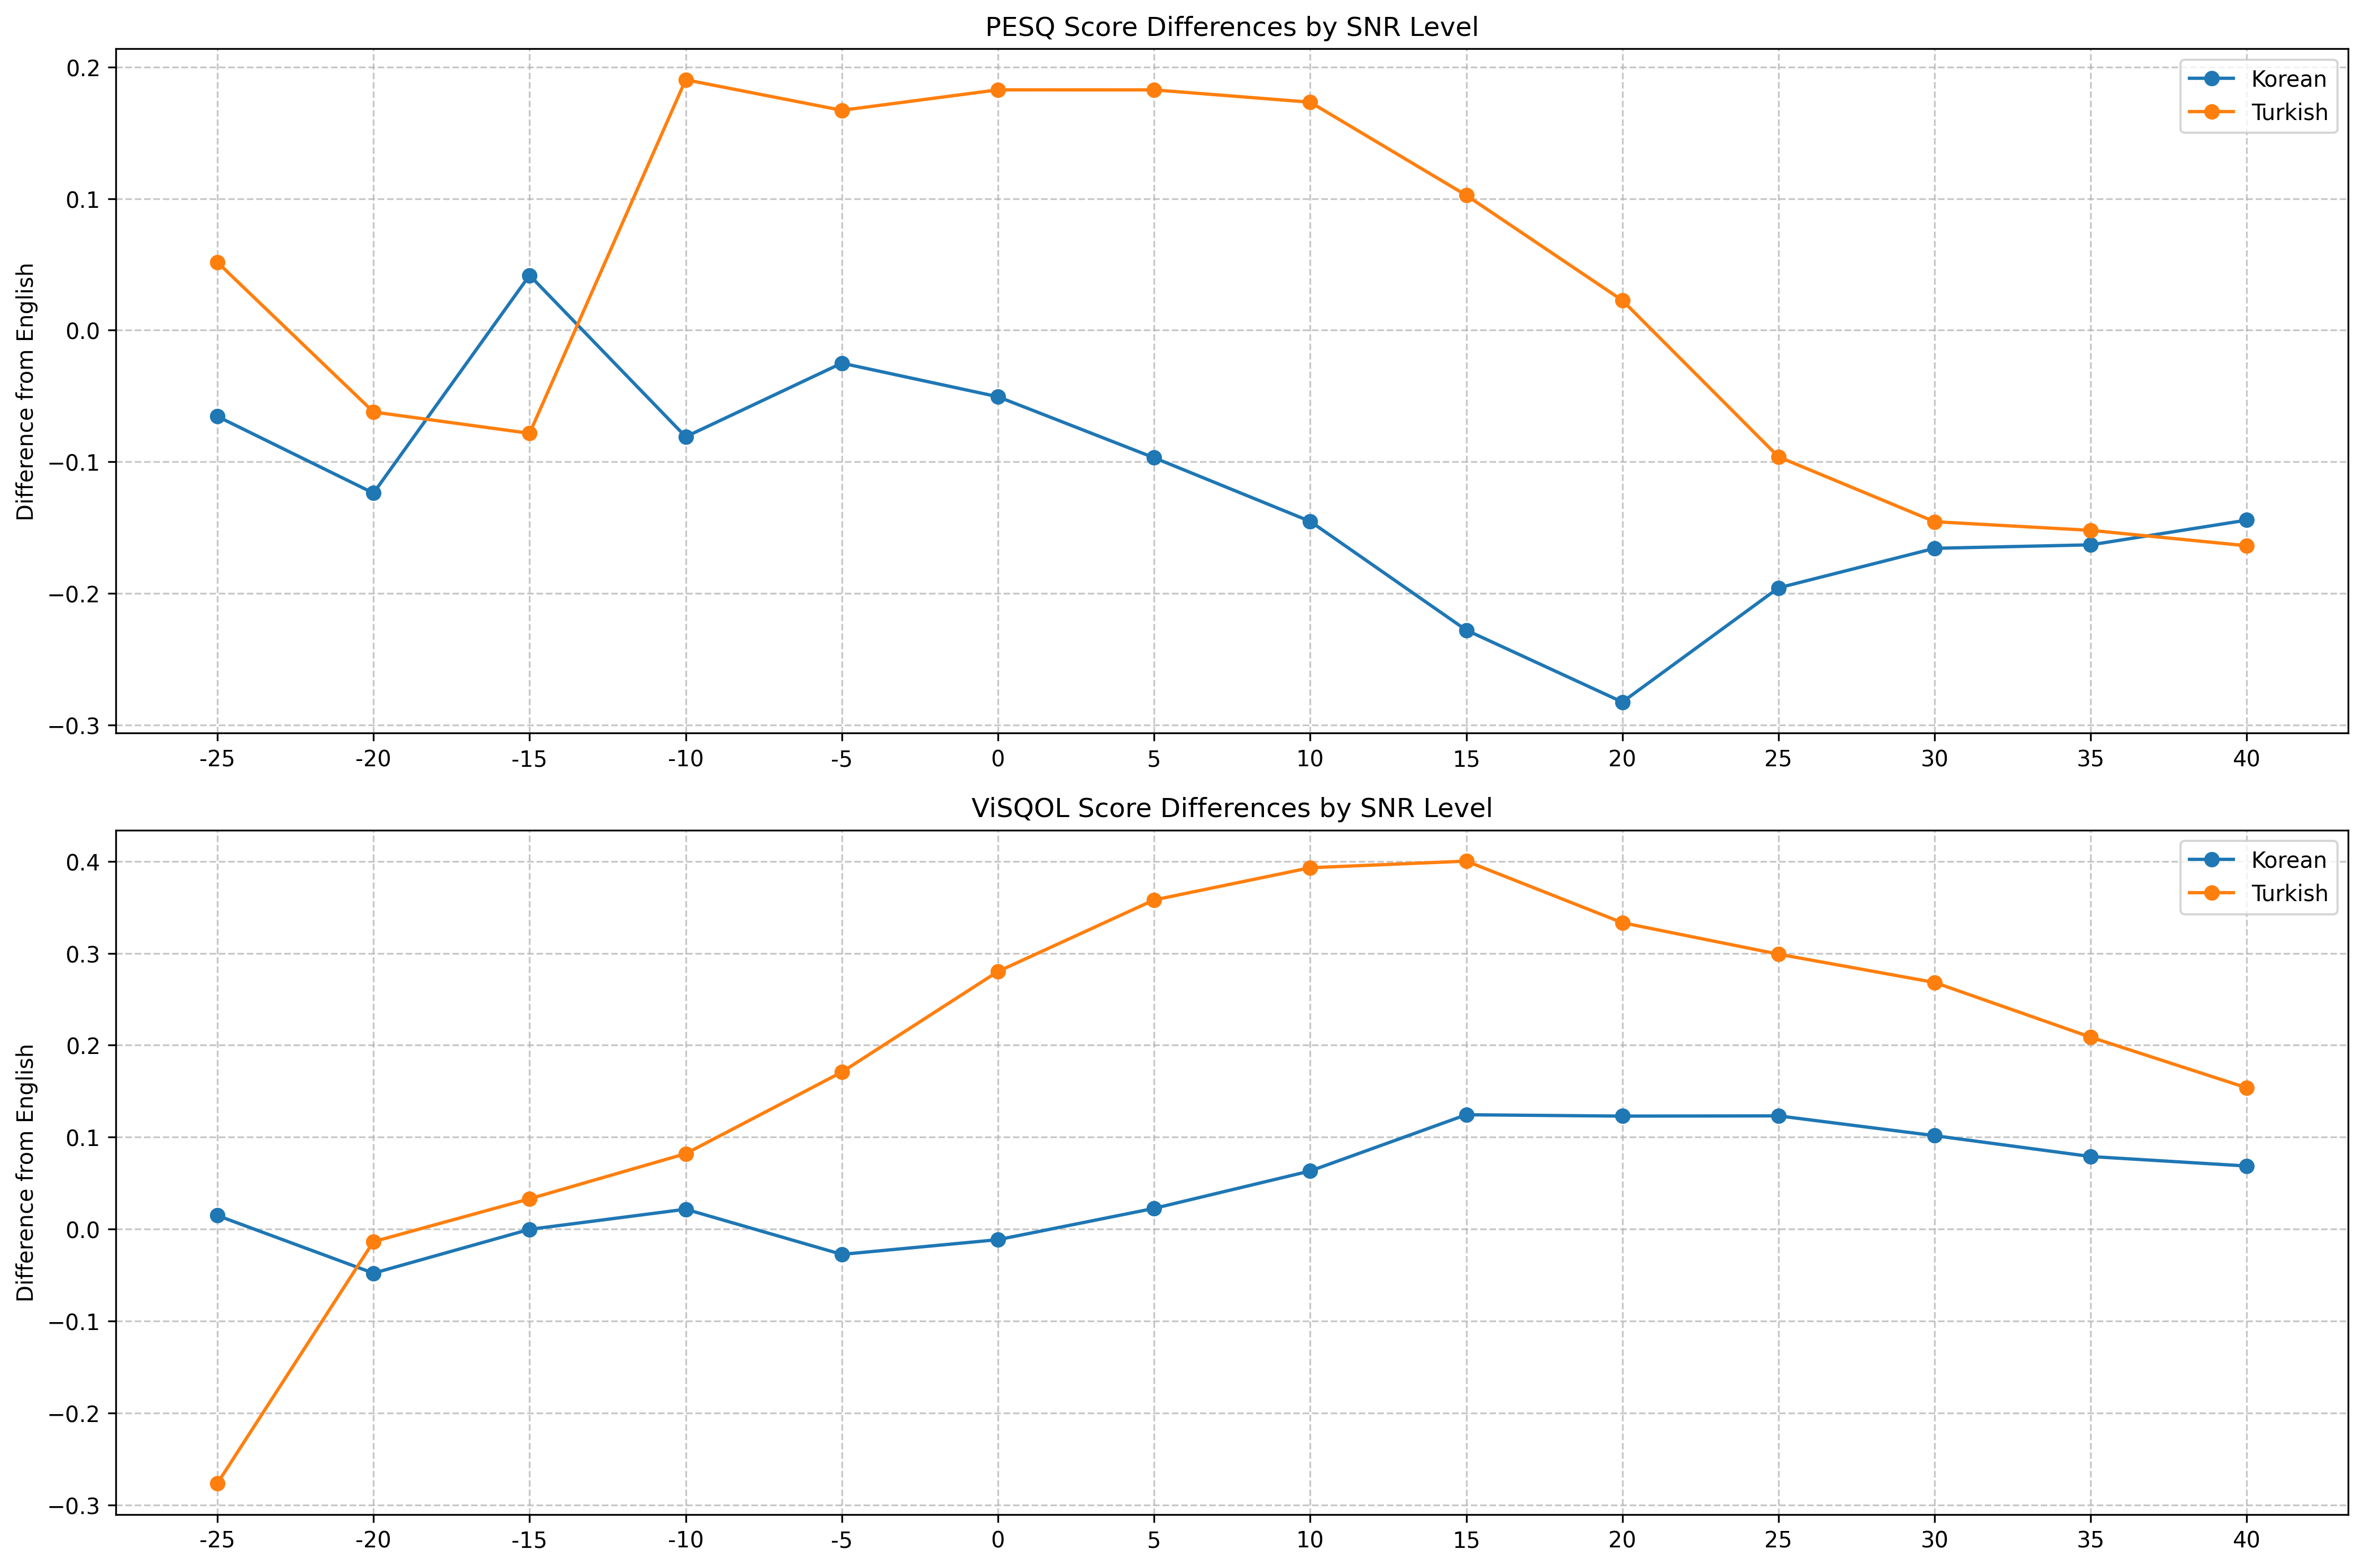 PESQ Score Differences by SNR Level
Difference from English
0.2
0.1
0.0
−0.1
−0.2
−0.3
Korean
Turkish
-25 -20 -15 -10 -5 0 5 10 15 20 25 30 35 40
ViSQOL Score Differences by SNR Level
Difference from English
0.4
0.3
0.2
0.1
0.0
−0.1
−0.2
−0.3
Korean
Turkish
-25 -20 -15 -10 -5 0 5 10 15 20 25 30 35 40